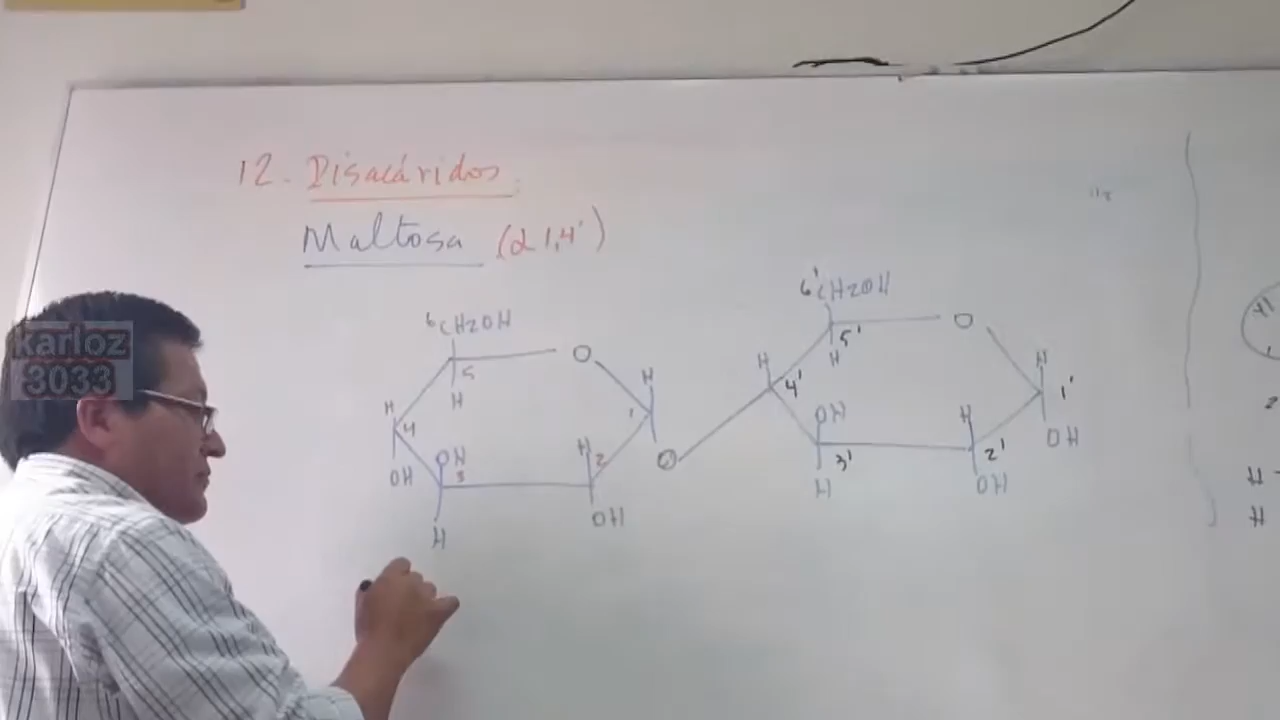 12. Disacáridos
Maltosa (α 1,4')
6 CH2OH
O
5
H
H
4
OH
OH
3
H
H
2
OH
H
1
O
6' CH2OH
O
5'
H
H
4'
OH
3'
H
H
2'
OH
H
1'
OH
2
H
H
karloz
3033